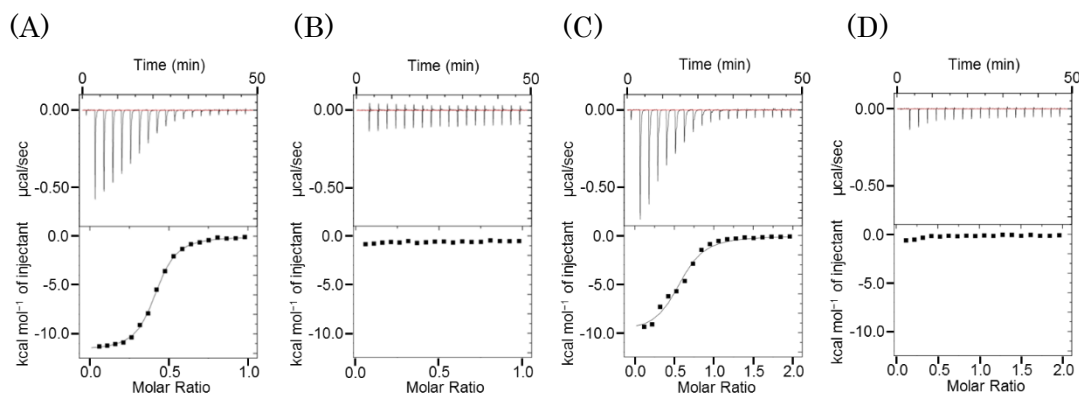 (A)
Time (min)
0 50
0.00
-0.50
μcal/sec
0.0
-5.0
-10.0
kcal mol⁻¹ of injectant
0.0 0.5 1.0
Molar Ratio
(B)
Time (min)
0 50
0.00
-0.50
μcal/sec
0.0
-5.0
-10.0
kcal mol⁻¹ of injectant
0.0 0.5 1.0
Molar Ratio
(C)
Time (min)
0 50
0.00
-0.50
μcal/sec
0.0
-5.0
-10.0
kcal mol⁻¹ of injectant
0.0 0.5 1.0 1.5 2.0
Molar Ratio
(D)
Time (min)
0 50
0.00
-0.50
μcal/sec
0.0
-5.0
-10.0
kcal mol⁻¹ of injectant
0.0 0.5 1.0 1.5 2.0
Molar Ratio